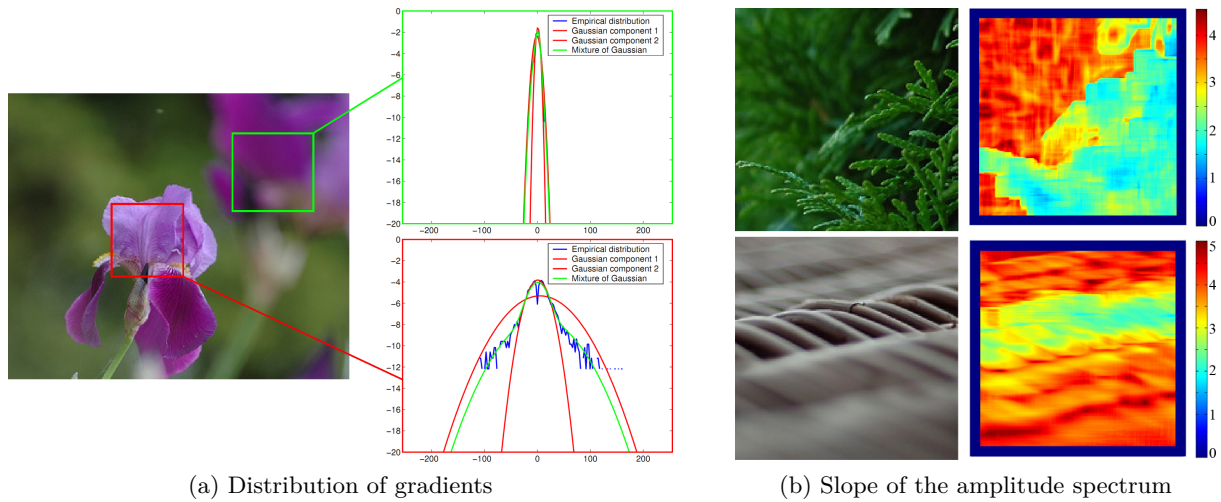 Empirical distribution
Gaussian component 1
Gaussian component 2
Mixture of Gaussian
0
−2
−4
−6
−8
−10
−12
−14
−16
−18
−20
−200 −100 0 100 200
Empirical distribution
Gaussian component 1
Gaussian component 2
Mixture of Gaussian
0
−2
−4
−6
−8
−10
−12
−14
−16
−18
−20
−200 −100 0 100 200
(a) Distribution of gradients
4
3
2
1
0
5
4
3
2
1
0
(b) Slope of the amplitude spectrum